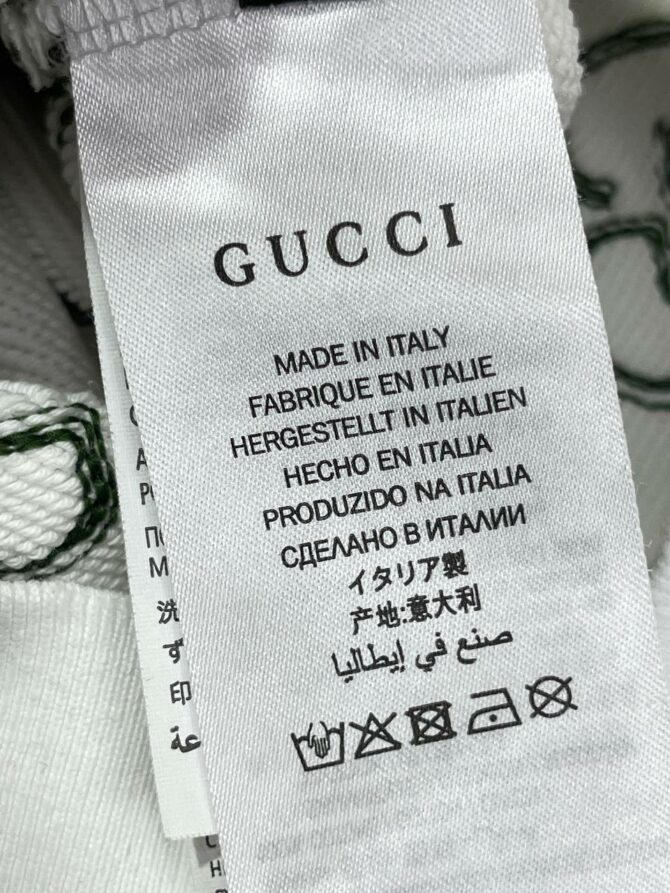 GUCCI
MADE IN ITALY
FABRIQUE EN ITALIE
HERGESTELLT IN ITALIEN
HECHO EN ITALIA
PRODUZIDO NA ITALIA
СДЕЛАНО В ИТАЛИИ
イタリア製
产地:意大利
صنع في إيطاليا